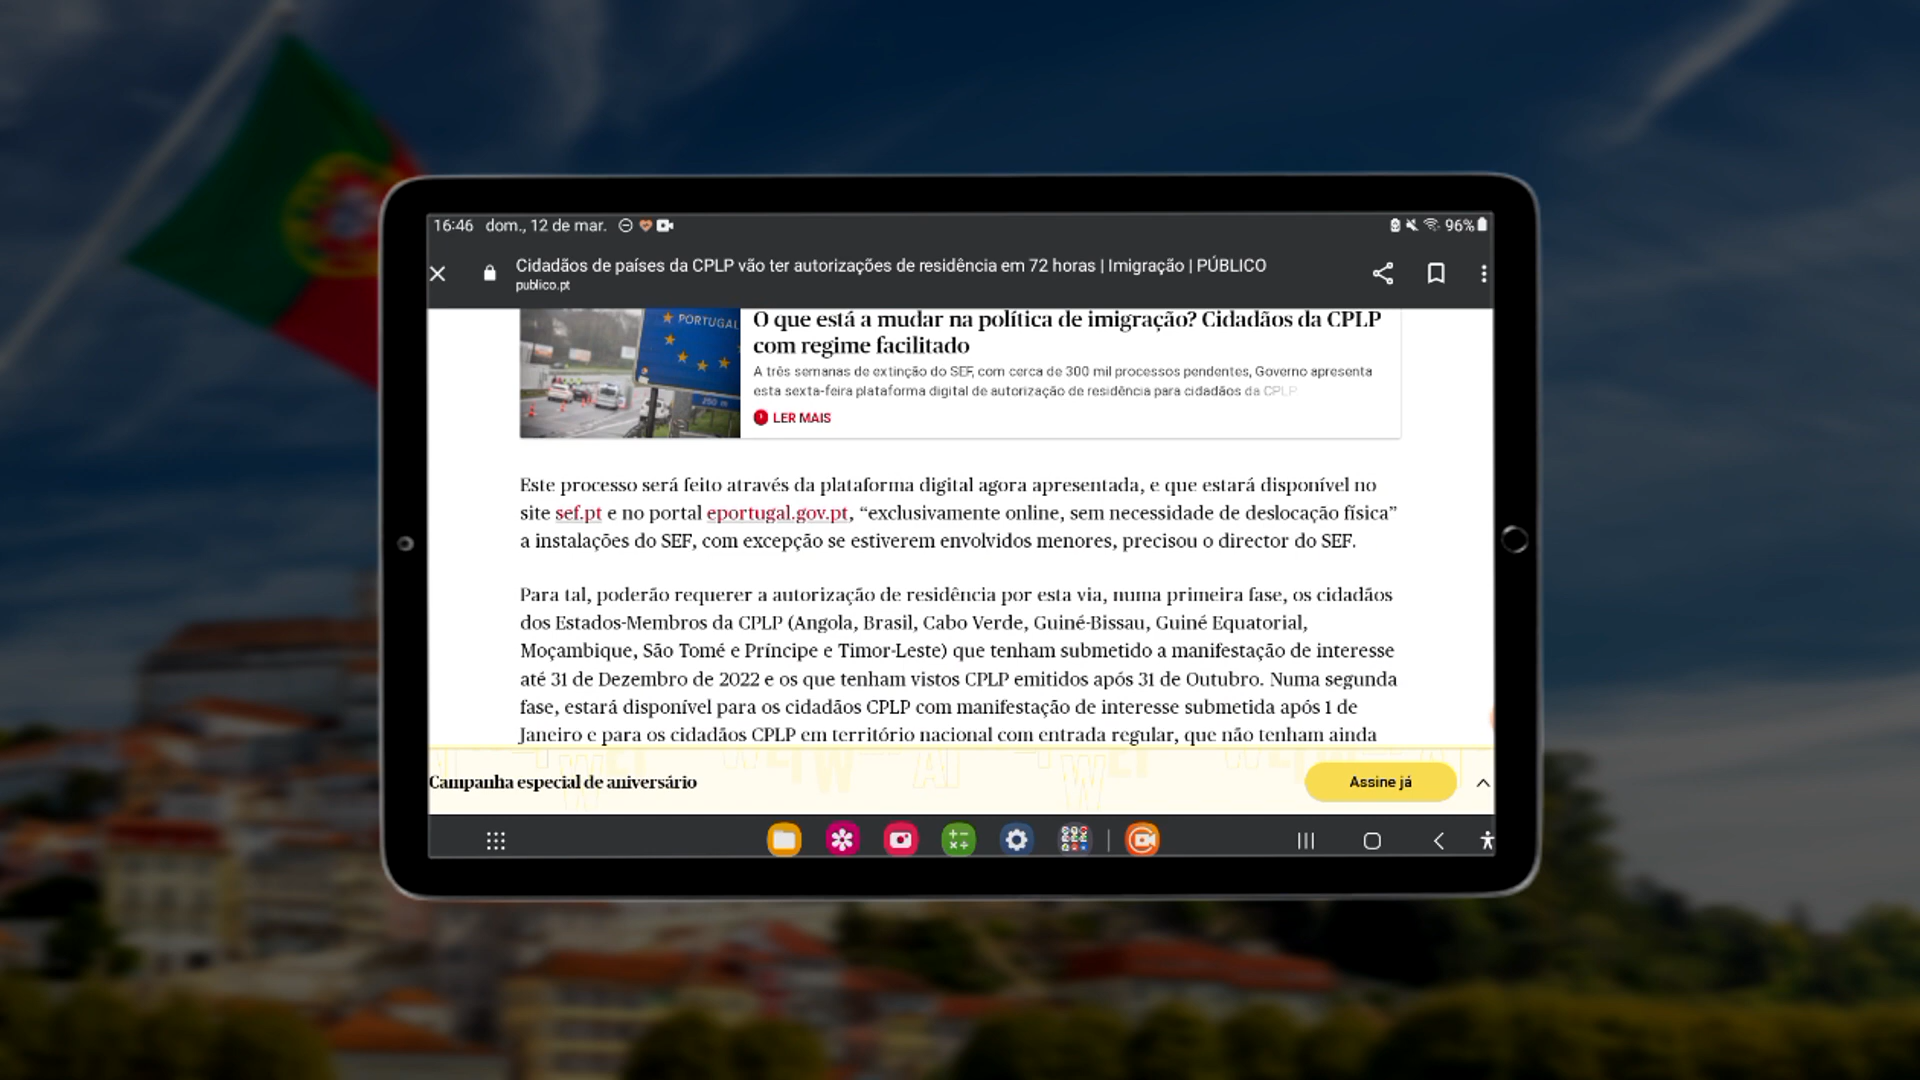 16:46 dom., 12 de mar. 96%
Cidadãos de países da CPLP vão ter autorizações de residência em 72 horas | Imigração | PÚBLICO
publico.pt
PORTUGAL
250 m
O que está a mudar na política de imigração? Cidadãos da CPLP
com regime facilitado
A três semanas de extinção do SEF, com cerca de 300 mil processos pendentes, Governo apresenta
esta sexta-feira plataforma digital de autorização de residência para cidadãos da CPLP
LER MAIS
Este processo será feito através da plataforma digital agora apresentada, e que estará disponível no
site sef.pt e no portal eportugal.gov.pt, “exclusivamente online, sem necessidade de deslocação física”
a instalações do SEF, com excepção se estiverem envolvidos menores, precisou o director do SEF.
Para tal, poderão requerer a autorização de residência por esta via, numa primeira fase, os cidadãos
dos Estados-Membros da CPLP (Angola, Brasil, Cabo Verde, Guiné-Bissau, Guiné Equatorial,
Moçambique, São Tomé e Príncipe e Timor-Leste) que tenham submetido a manifestação de interesse
até 31 de Dezembro de 2022 e os que tenham vistos CPLP emitidos após 31 de Outubro. Numa segunda
fase, estará disponível para os cidadãos CPLP com manifestação de interesse submetida após 1 de
Janeiro e para os cidadãos CPLP em território nacional com entrada regular, que não tenham ainda
Campanha especial de aniversário
Assine já